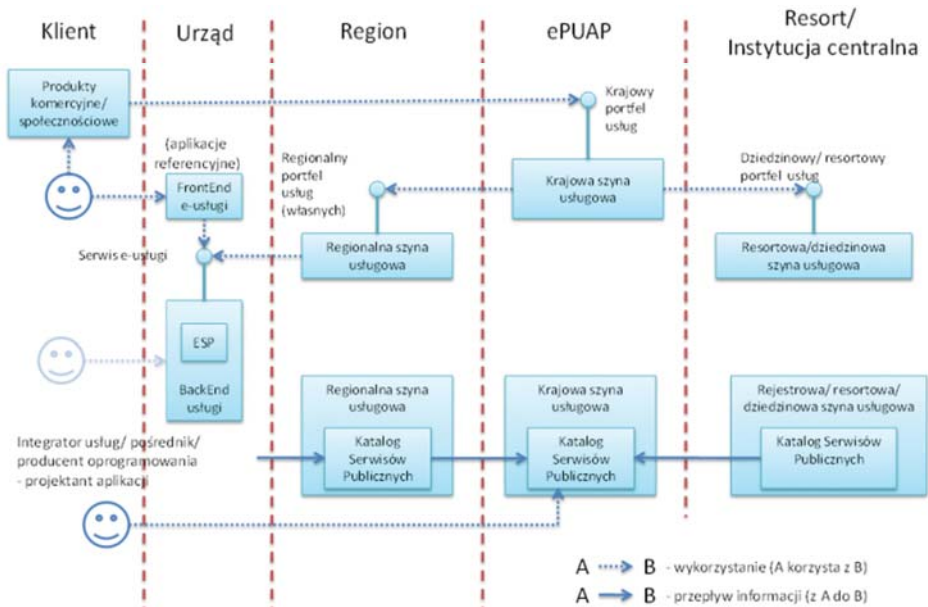 Klient
Urząd
Region
ePUAP
Resort/
Instytucja centralna
Produkty
komercyjne/
społecznościowe
Krajowy
portfel
usług
(aplikacje
referencyjne)
FrontEnd
e-usługi
Regionalny
portfel
usług
(własnych)
Krajowa szyna
usługowa
Dziedzinowy/ resortowy
portfel usług
Serwis e-usługi
Regionalna szyna
usługowa
Resortowa/dziedzinowa
szyna usługowa
ESP
BackEnd
usługi
Regionalna szyna
usługowa
Katalog
Serwisów
Publicznych
Krajowa szyna
usługowa
Katalog
Serwisów
Publicznych
Rejestrowa/ resortowa/
dziedzinowa szyna usługowa
Katalog Serwisów
Publicznych
Integrator usług/ pośrednik/
producent oprogramowania
- projektant aplikacji
A B - wykorzystanie (A korzysta z B)
A B - przepływ informacji (z A do B)